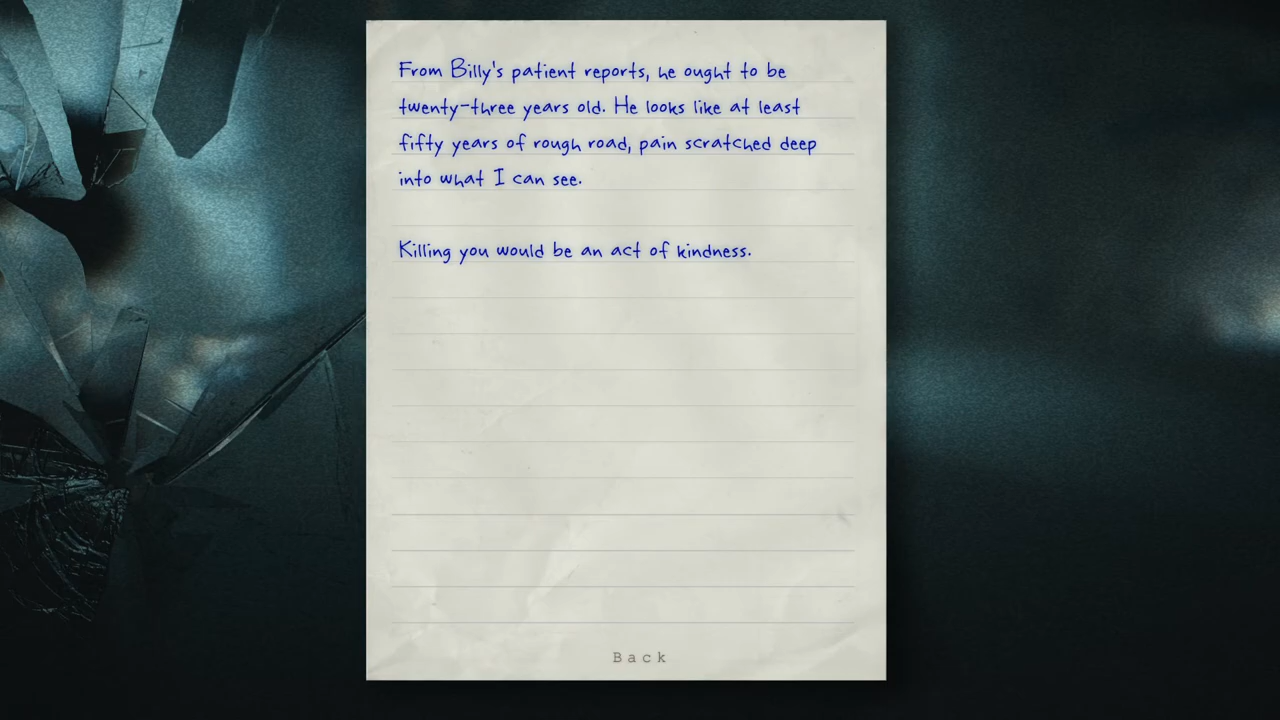 From Billy's patient reports, he ought to be
twenty-three years old. He looks like at least
fifty years of rough road, pain scratched deep
into what I can see.
Killing you would be an act of kindness.
Back